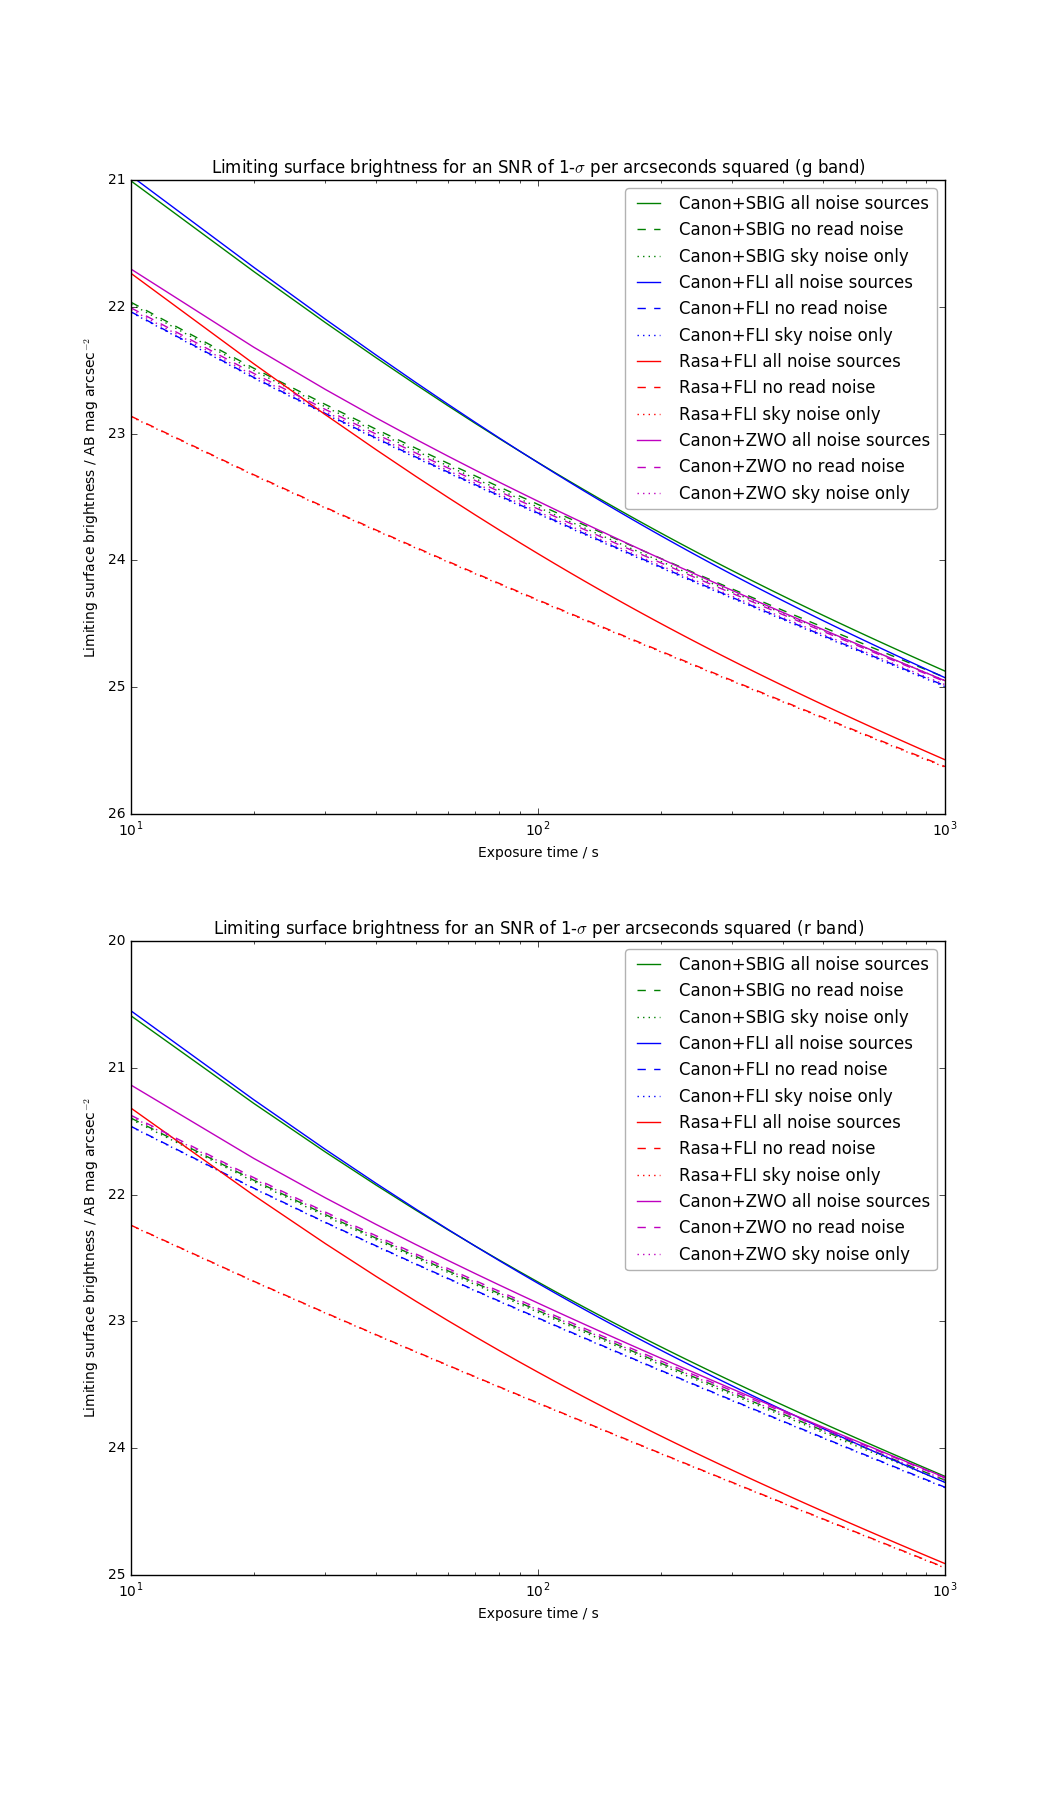 Limiting surface brightness for an SNR of 1-σ per arcseconds squared (g band)
21
22
23
24
25
26
Limiting surface brightness / AB mag arcsec⁻²
Canon+SBIG all noise sources
Canon+SBIG no read noise
Canon+SBIG sky noise only
Canon+FLI all noise sources
Canon+FLI no read noise
Canon+FLI sky noise only
Rasa+FLI all noise sources
Rasa+FLI no read noise
Rasa+FLI sky noise only
Canon+ZWO all noise sources
Canon+ZWO no read noise
Canon+ZWO sky noise only
10¹ 10² 10³
Exposure time / s
Limiting surface brightness for an SNR of 1-σ per arcseconds squared (r band)
20
21
22
23
24
25
Limiting surface brightness / AB mag arcsec⁻²
Canon+SBIG all noise sources
Canon+SBIG no read noise
Canon+SBIG sky noise only
Canon+FLI all noise sources
Canon+FLI no read noise
Canon+FLI sky noise only
Rasa+FLI all noise sources
Rasa+FLI no read noise
Rasa+FLI sky noise only
Canon+ZWO all noise sources
Canon+ZWO no read noise
Canon+ZWO sky noise only
10¹ 10² 10³
Exposure time / s